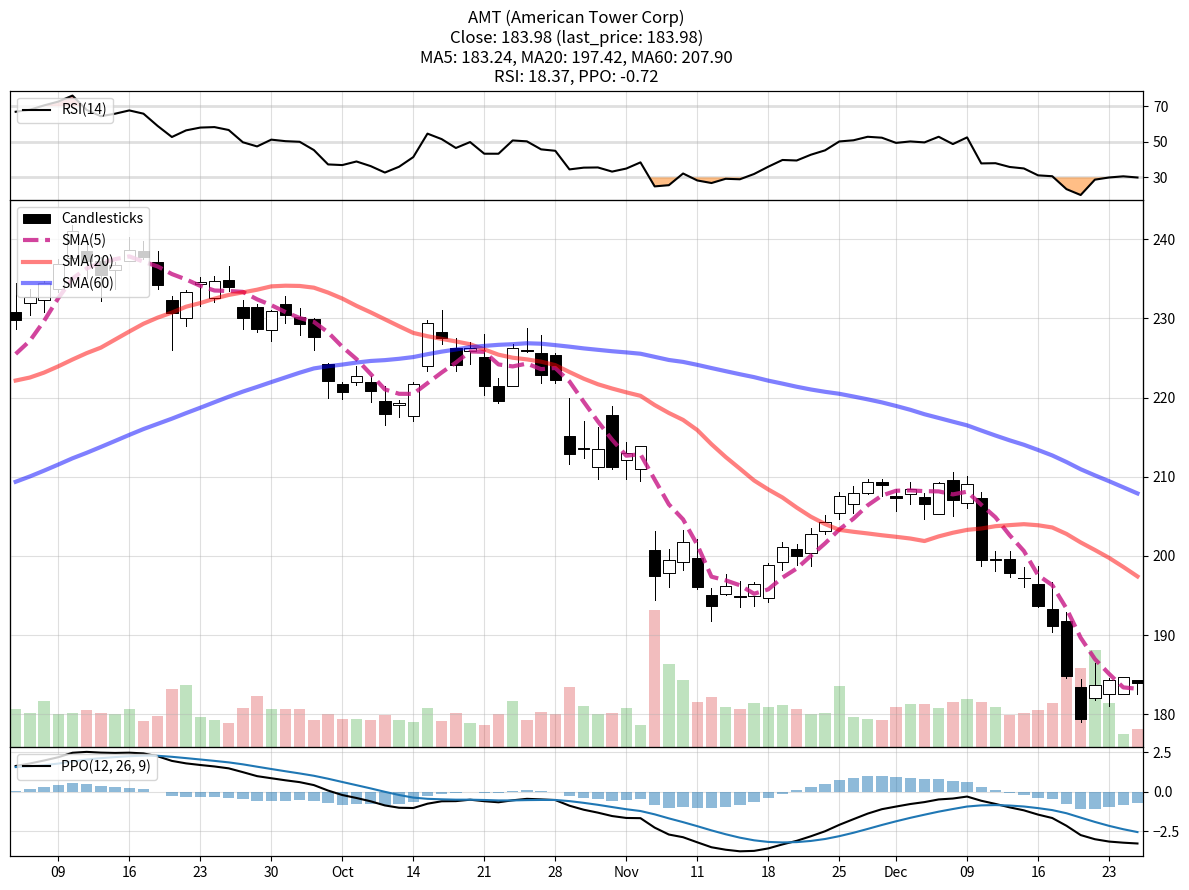 AMT (American Tower Corp)
Close: 183.98 (last_price: 183.98)
MA5: 183.24, MA20: 197.42, MA60: 207.90
RSI: 18.37, PPO: -0.72
RSI(14)
70
50
30
Candlesticks
SMA(5)
SMA(20)
SMA(60)
240
230
220
210
200
190
180
PPO(12, 26, 9)
2.5
0.0
−2.5
09 16 23 30 Oct 14 21 28 Nov 11 18 25 Dec 09 16 23